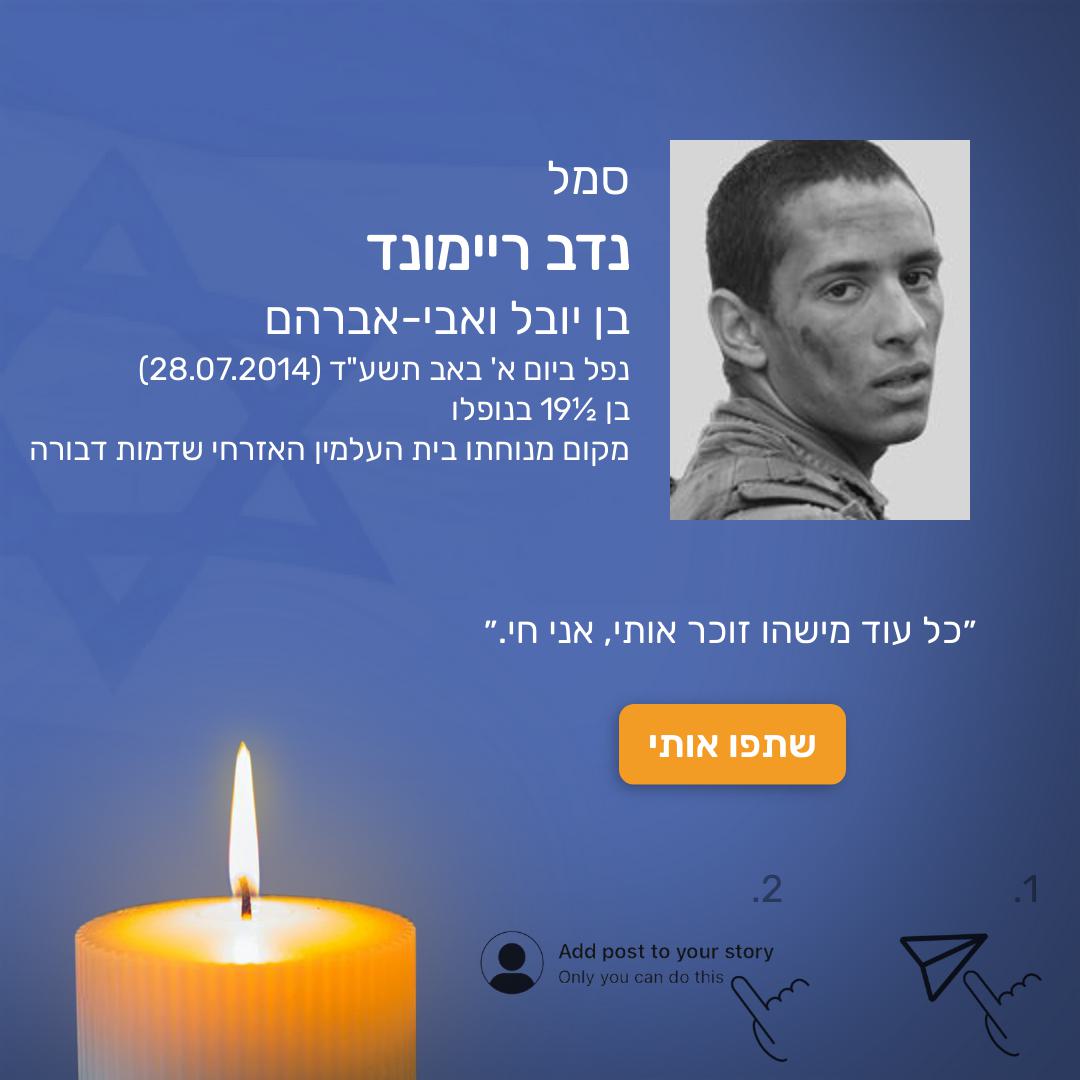 סמל
נדב ריימונד
בן יובל ואבי-אברהם
נפל ביום א' באב תשע"ד (28.07.2014)
בן 19½ בנופלו
מקום מנוחתו בית העלמין האזרחי שדמות דבורה
״כל עוד מישהו זוכר אותי, אני חי.״
שתפו אותי
1.
2.
Add post to your story
Only you can do this